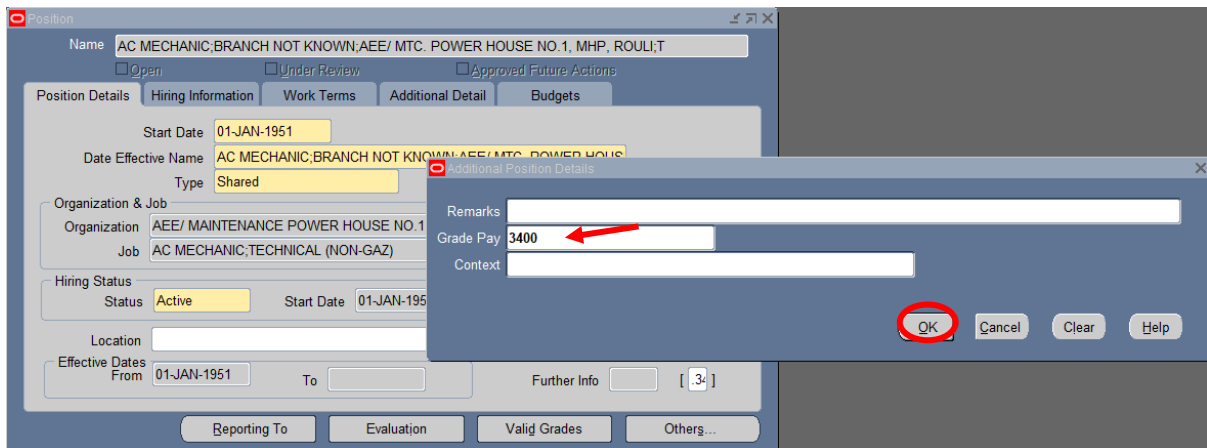 Position
Name AC MECHANIC;BRANCH NOT KNOWN;AEE/ MTC. POWER HOUSE NO.1, MHP, ROULI;T
Open Under Review Approved Future Actions
Position Details Hiring Information Work Terms Additional Detail Budgets
Start Date 01-JAN-1951
Date Effective Name AC MECHANIC;BRANCH NOT KNOWN;AEE/ MTC. POWER HOUS
Type Shared
Organization & Job
Organization AEE/ MAINTENANCE POWER HOUSE NO.1
Job AC MECHANIC;TECHNICAL (NON-GAZ)
Hiring Status
Status Active Start Date 01-JAN-195
Location
Effective Dates
From 01-JAN-1951 To Further Info [ .34 ]
Reporting To Evaluation Valid Grades Others...
Additional Position Details
Remarks
Grade Pay 3400
Context
OK Cancel Clear Help